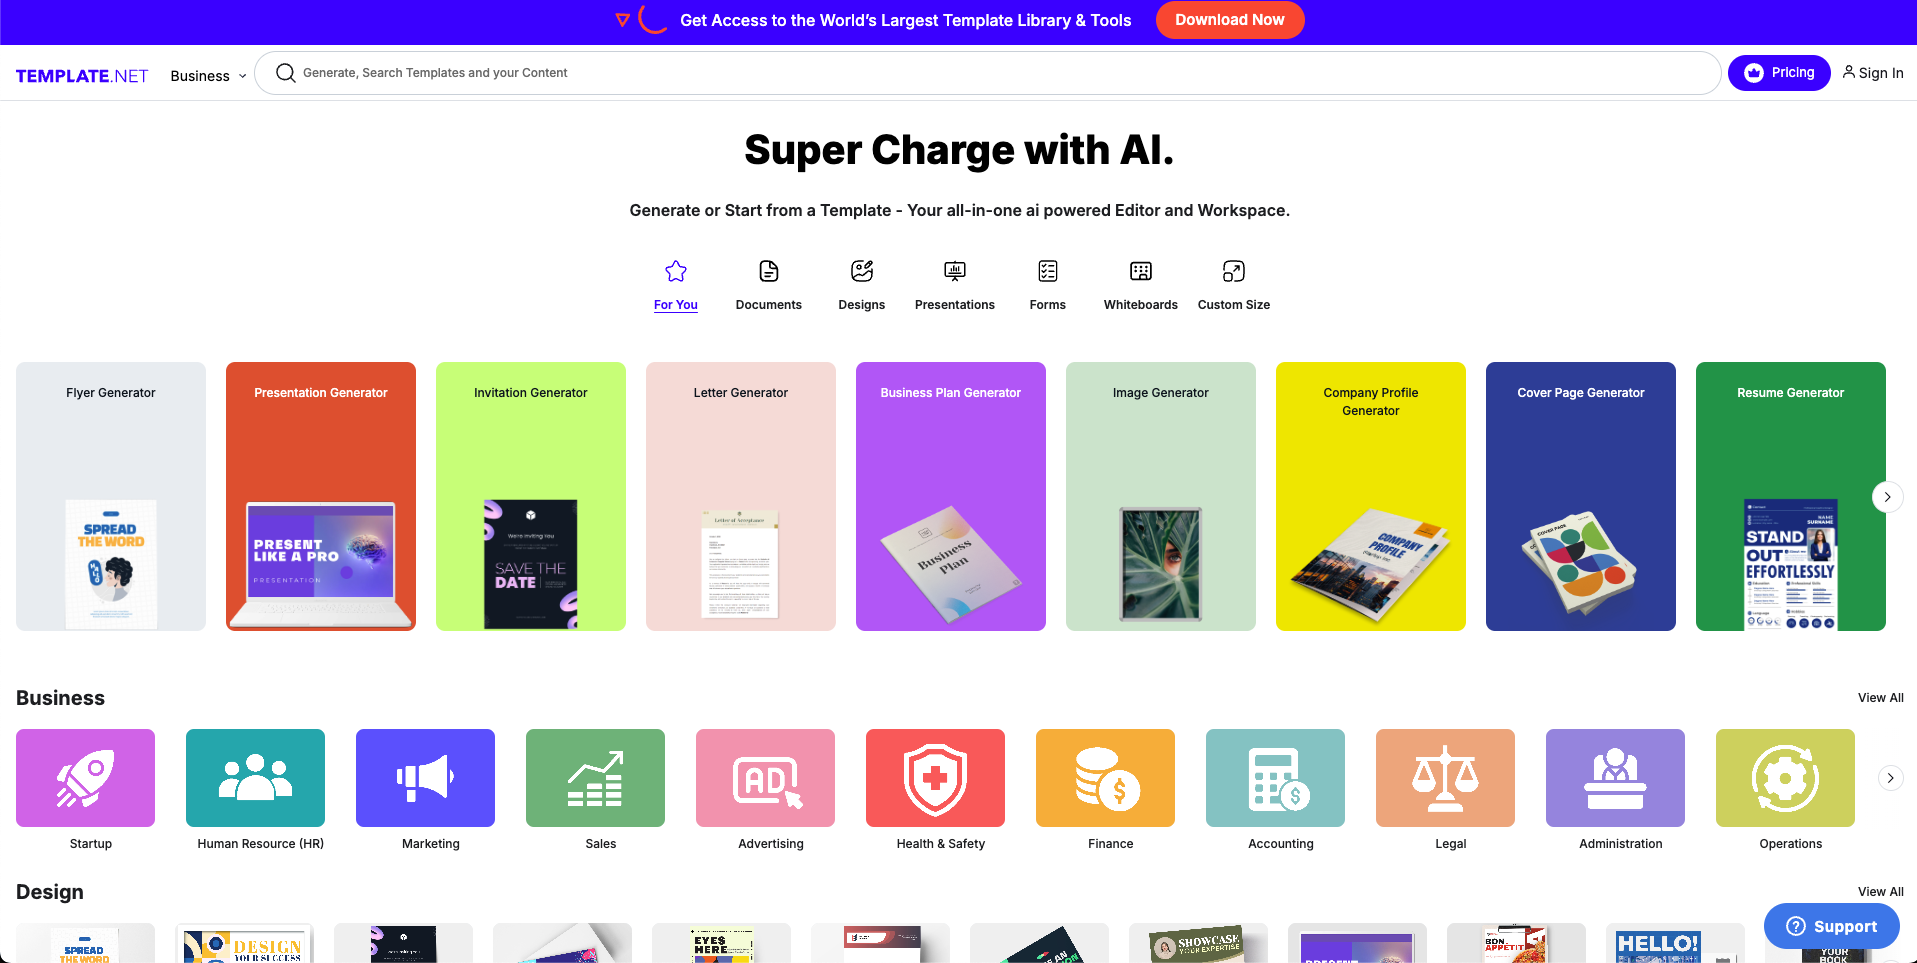 Get Access to the World's Largest Template Library & Tools
Download Now
TEMPLATE.NET
Business
Generate, Search Templates and your Content
Pricing
Sign In
Super Charge with AI.
Generate or Start from a Template - Your all-in-one ai powered Editor and Workspace.
For You
Documents
Designs
Presentations
Forms
Whiteboards
Custom Size
Flyer Generator
SPREAD
THE WORD
Presentation Generator
PRESENT
LIKE A PRO
PRESENTATION
Invitation Generator
We're Inviting You
SAVE THE
DATE
Letter Generator
Letter of Acceptance
Business Plan Generator
Business
Plan
Image Generator
Company Profile
Generator
COMPANY
PROFILE
Cover Page Generator
COVER PAGE
Resume Generator
NAME
SURNAME
STAND
OUT
EFFORTLESSLY
Business
View All
Startup
Human Resource (HR)
Marketing
Sales
AD
Advertising
Health & Safety
Finance
Accounting
Legal
Administration
Operations
Design
View All
SPREAD
THE WORD
DESIGN
YOUR SUCCESS
EYES
HERE
SHOWCASE
YOUR EXPERTISE
PRESENT
BON
APPETIT
HELLO!
YOUR
BOOK
Support